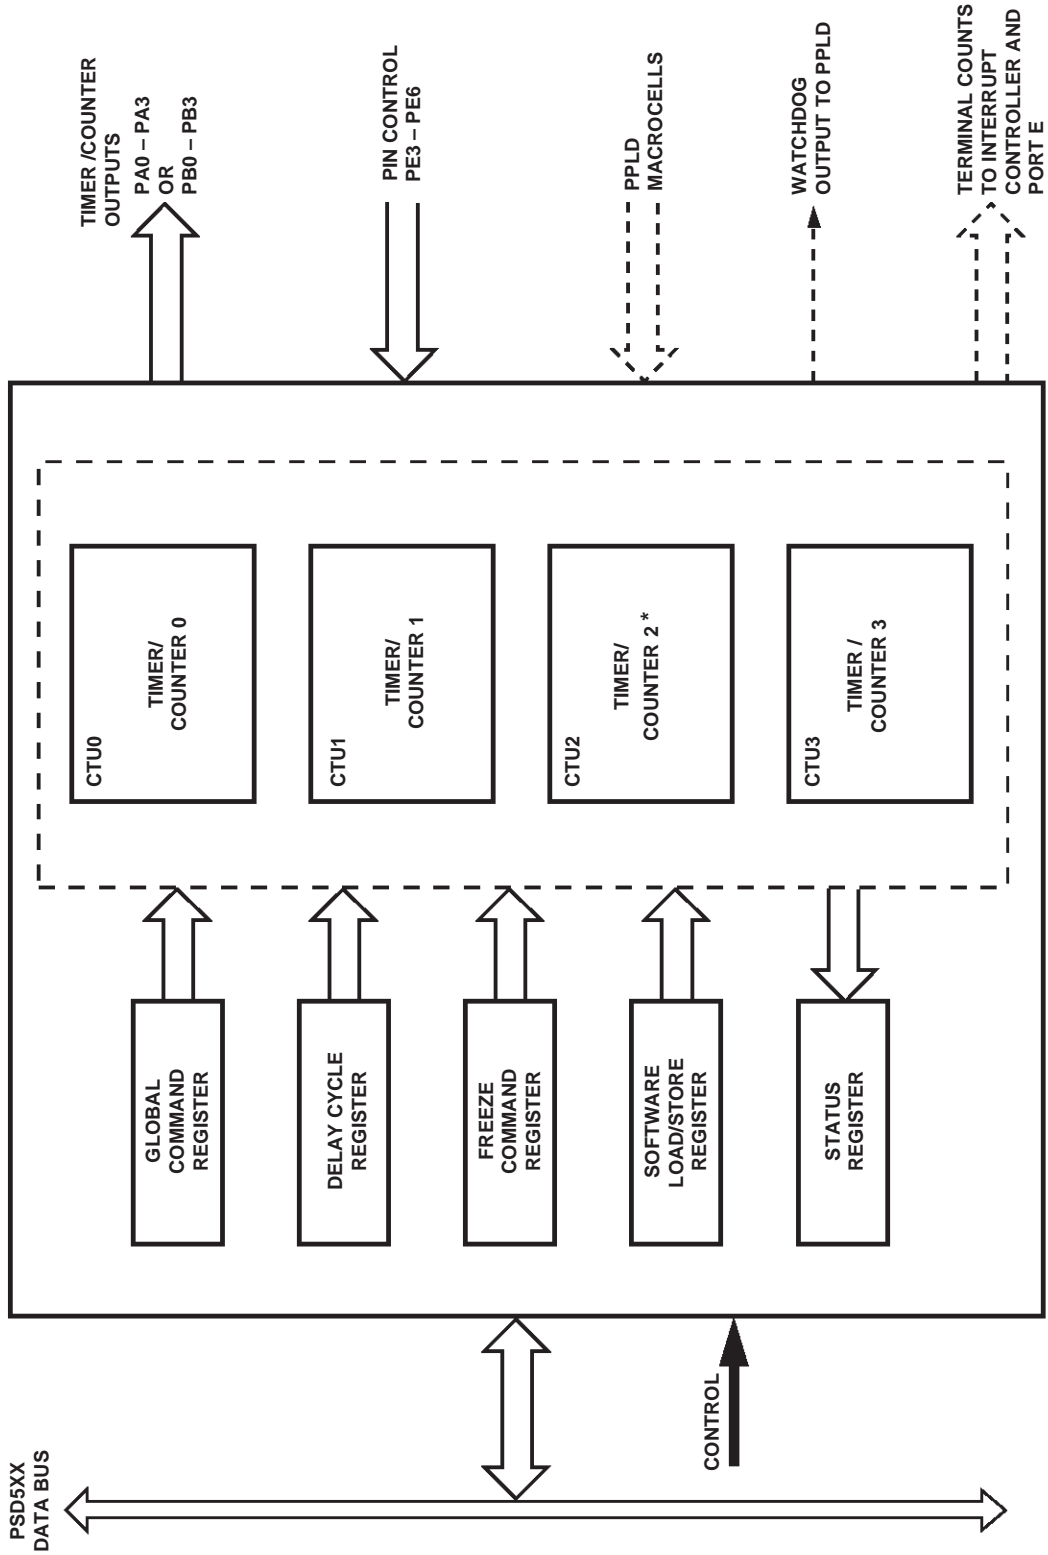 PSD5XX
DATA BUS
CONTROL
GLOBAL
COMMAND
REGISTER
DELAY CYCLE
REGISTER
FREEZE
COMMAND
REGISTER
SOFTWARE
LOAD/STORE
REGISTER
STATUS
REGISTER
CTU0
TIMER/
COUNTER 0
CTU1
TIMER/
COUNTER 1
CTU2
TIMER/
COUNTER 2 *
CTU3
TIMER /
COUNTER 3
TIMER /COUNTER
OUTPUTS
PA0 – PA3
OR
PB0 – PB3
PIN CONTROL
PE3 – PE6
PPLD
MACROCELLS
WATCHDOG
OUTPUT TO PPLD
TERMINAL COUNTS
TO INTERRUPT
CONTROLLER AND
PORT E